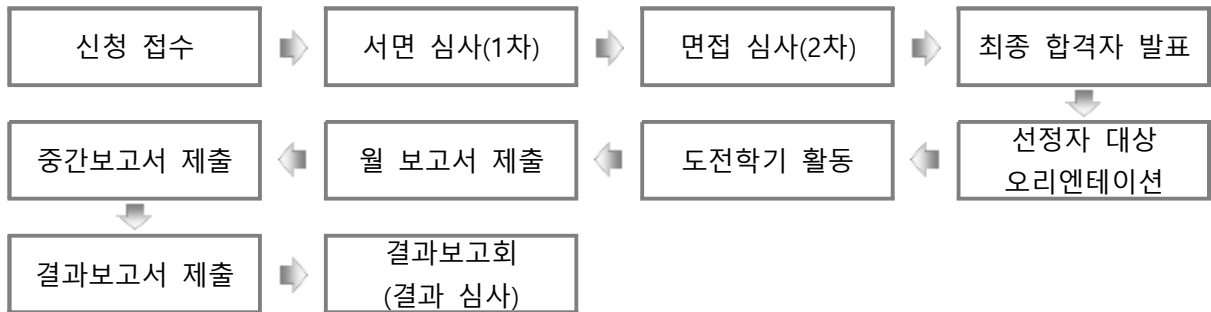 신청 접수
서면 심사(1차)
면접 심사(2차)
최종 합격자 발표
선정자 대상
오리엔테이션
도전학기 활동
월 보고서 제출
중간보고서 제출
결과보고서 제출
결과보고회
(결과 심사)